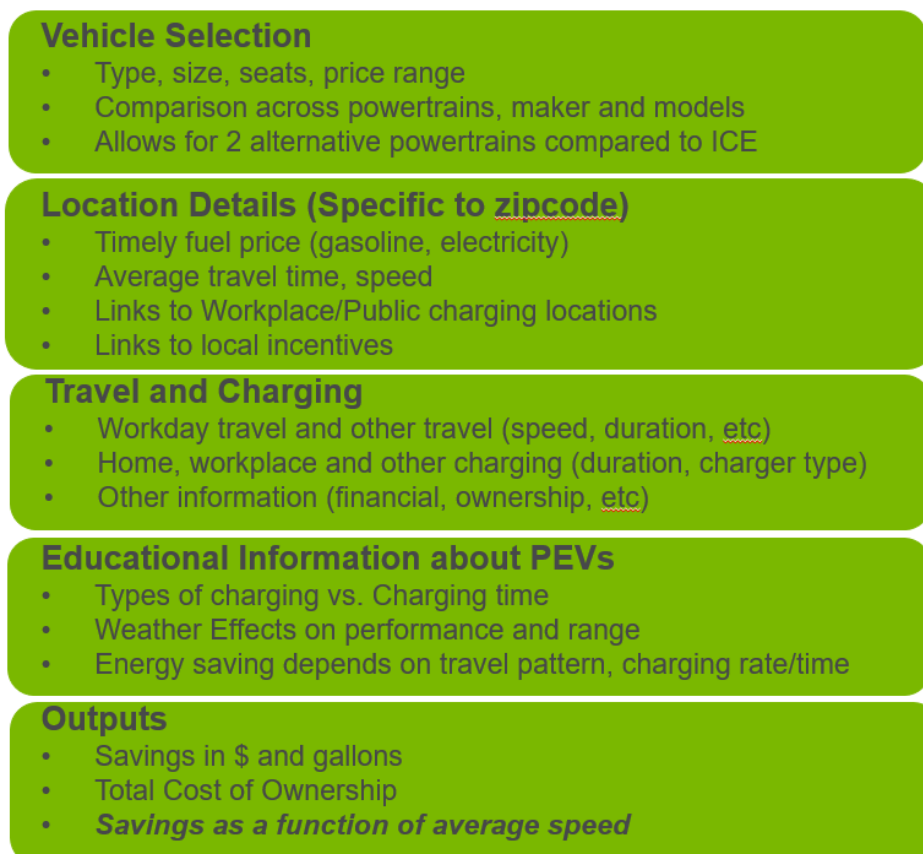 Vehicle Selection
• Type, size, seats, price range
• Comparison across powertrains, maker and models
• Allows for 2 alternative powertrains compared to ICE
Location Details (Specific to zipcode)
• Timely fuel price (gasoline, electricity)
• Average travel time, speed
• Links to Workplace/Public charging locations
• Links to local incentives
Travel and Charging
• Workday travel and other travel (speed, duration, etc)
• Home, workplace and other charging (duration, charger type)
• Other information (financial, ownership, etc)
Educational Information about PEVs
• Types of charging vs. Charging time
• Weather Effects on performance and range
• Energy saving depends on travel pattern, charging rate/time
Outputs
• Savings in $ and gallons
• Total Cost of Ownership
• Savings as a function of average speed